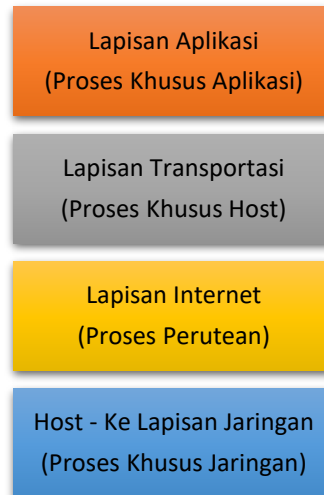 Lapisan Aplikasi
(Proses Khusus Aplikasi)
Lapisan Transportasi
(Proses Khusus Host)
Lapisan Internet
(Proses Perutean)
Host - Ke Lapisan Jaringan
(Proses Khusus Jaringan)